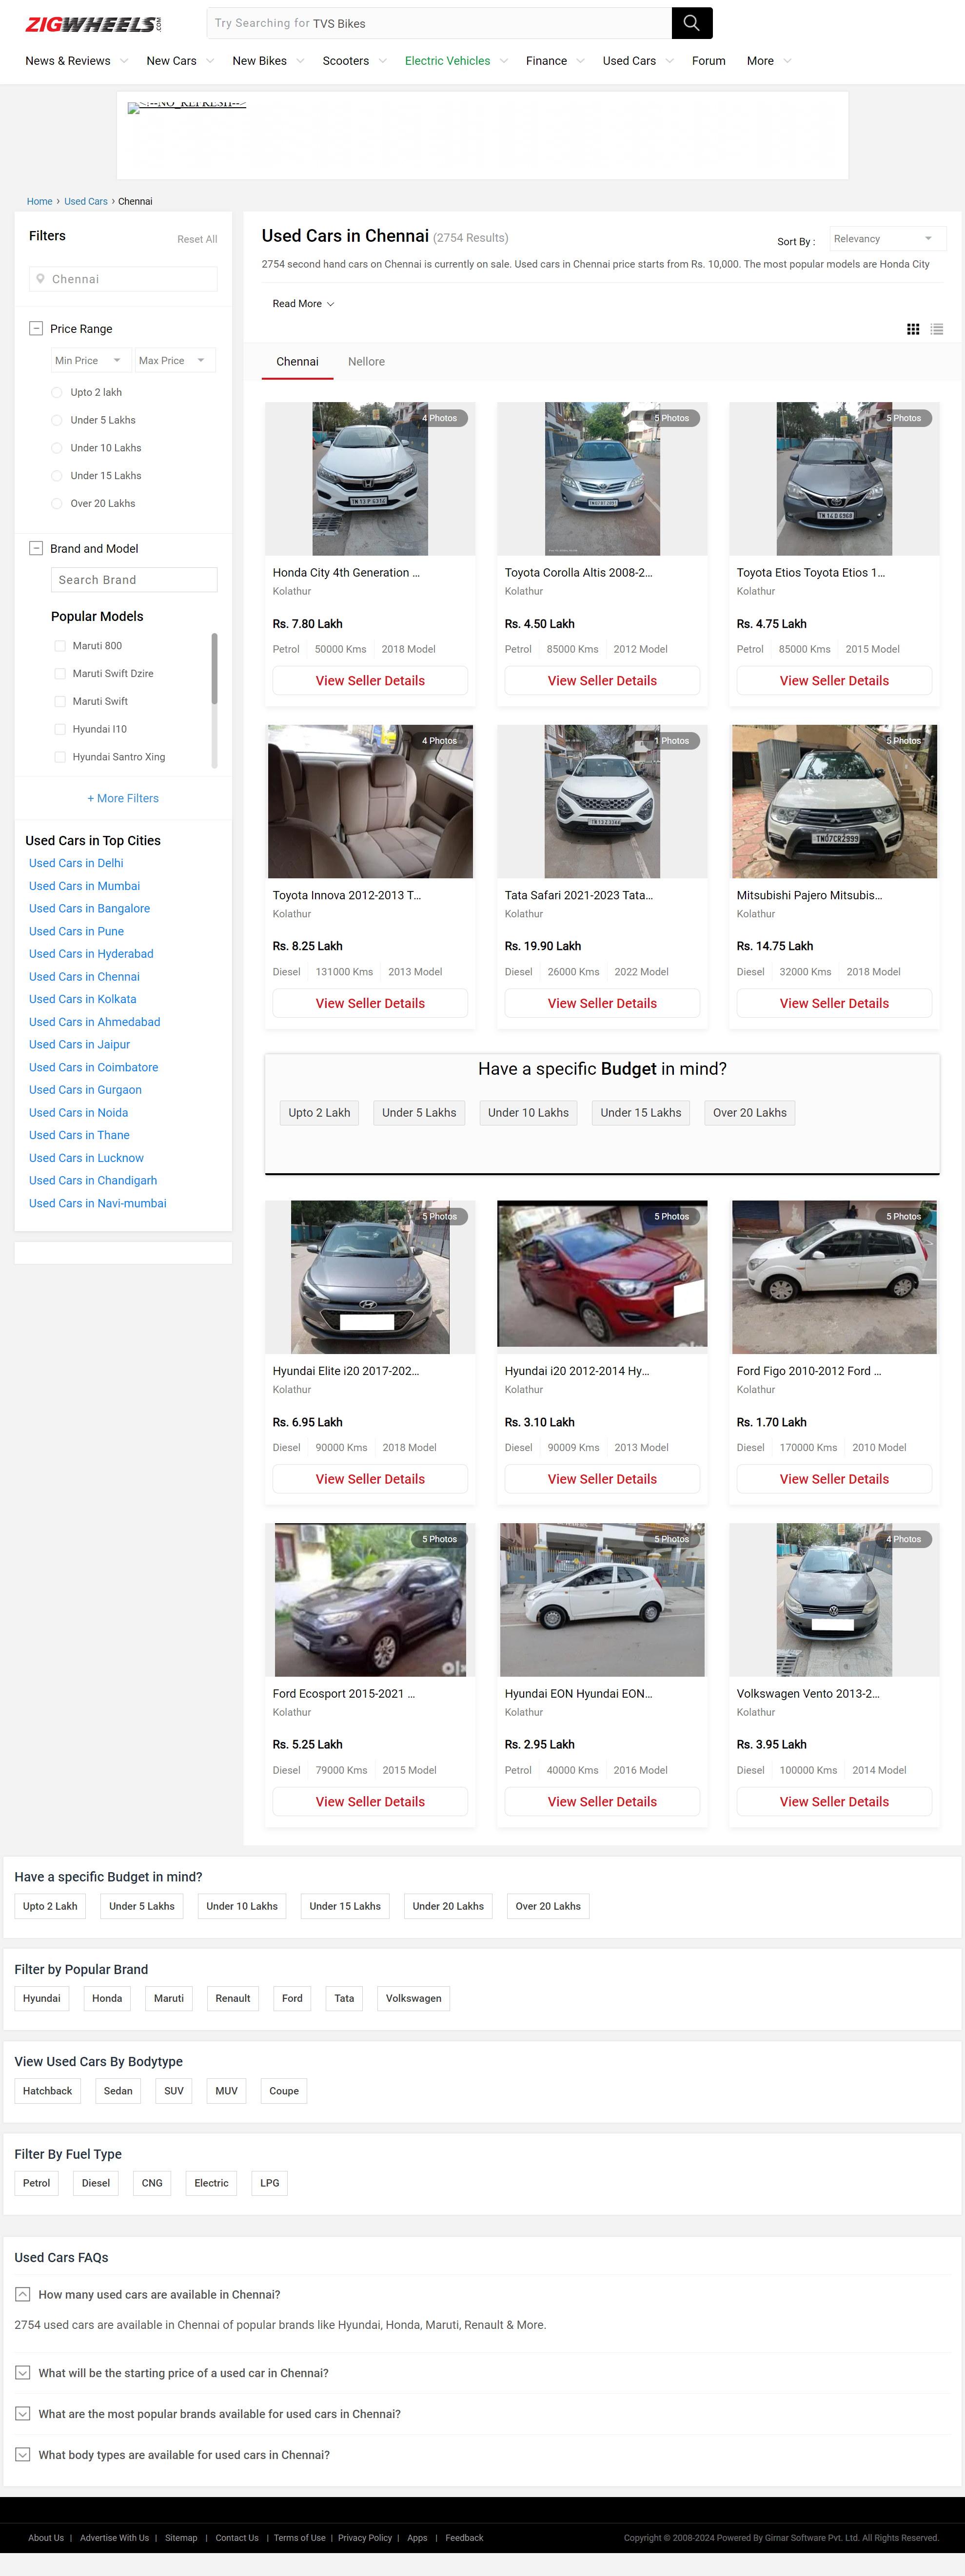 ZIGWHEELS.COM
Try Searching for TVS Bikes
News & Reviews
New Cars
New Bikes
Scooters
Electric Vehicles
Finance
Used Cars
Forum
More
<!--NO_REFRESH-->
Home › Used Cars › Chennai
Filters
Reset All
Chennai
Price Range
Min Price
Max Price
Upto 2 lakh
Under 5 Lakhs
Under 10 Lakhs
Under 15 Lakhs
Over 20 Lakhs
Brand and Model
Search Brand
Popular Models
Maruti 800
Maruti Swift Dzire
Maruti Swift
Hyundai I10
Hyundai Santro Xing
+ More Filters
Used Cars in Top Cities
Used Cars in Delhi
Used Cars in Mumbai
Used Cars in Bangalore
Used Cars in Pune
Used Cars in Hyderabad
Used Cars in Chennai
Used Cars in Kolkata
Used Cars in Ahmedabad
Used Cars in Jaipur
Used Cars in Coimbatore
Used Cars in Gurgaon
Used Cars in Noida
Used Cars in Thane
Used Cars in Lucknow
Used Cars in Chandigarh
Used Cars in Navi-mumbai
Used Cars in Chennai (2754 Results)
Sort By :
Relevancy
2754 second hand cars on Chennai is currently on sale. Used cars in Chennai price starts from Rs. 10,000. The most popular models are Honda City
Read More
Chennai
Nellore
4 Photos
TN 13 P 6314
Honda City 4th Generation ...
Kolathur
Rs. 7.80 Lakh
Petrol
50000 Kms
2018 Model
View Seller Details
5 Photos
Toyota Corolla Altis 2008-2...
Kolathur
Rs. 4.50 Lakh
Petrol
85000 Kms
2012 Model
View Seller Details
5 Photos
TN 14 D 6968
Toyota Etios Toyota Etios 1...
Kolathur
Rs. 4.75 Lakh
Petrol
85000 Kms
2015 Model
View Seller Details
4 Photos
Toyota Innova 2012-2013 T...
Kolathur
Rs. 8.25 Lakh
Diesel
131000 Kms
2013 Model
View Seller Details
1 Photos
Tata Safari 2021-2023 Tata...
Kolathur
Rs. 19.90 Lakh
Diesel
26000 Kms
2022 Model
View Seller Details
5 Photos
TN07CR2999
Mitsubishi Pajero Mitsubis...
Kolathur
Rs. 14.75 Lakh
Diesel
32000 Kms
2018 Model
View Seller Details
Have a specific Budget in mind?
Upto 2 Lakh
Under 5 Lakhs
Under 10 Lakhs
Under 15 Lakhs
Over 20 Lakhs
5 Photos
Hyundai Elite i20 2017-202...
Kolathur
Rs. 6.95 Lakh
Diesel
90000 Kms
2018 Model
View Seller Details
5 Photos
Hyundai i20 2012-2014 Hy...
Kolathur
Rs. 3.10 Lakh
Diesel
90009 Kms
2013 Model
View Seller Details
5 Photos
Ford Figo 2010-2012 Ford ...
Kolathur
Rs. 1.70 Lakh
Diesel
170000 Kms
2010 Model
View Seller Details
5 Photos
olx
Ford Ecosport 2015-2021 ...
Kolathur
Rs. 5.25 Lakh
Diesel
79000 Kms
2015 Model
View Seller Details
5 Photos
Hyundai EON Hyundai EON...
Kolathur
Rs. 2.95 Lakh
Petrol
40000 Kms
2016 Model
View Seller Details
4 Photos
Volkswagen Vento 2013-2...
Kolathur
Rs. 3.95 Lakh
Diesel
100000 Kms
2014 Model
View Seller Details
Have a specific Budget in mind?
Upto 2 Lakh
Under 5 Lakhs
Under 10 Lakhs
Under 15 Lakhs
Under 20 Lakhs
Over 20 Lakhs
Filter by Popular Brand
Hyundai
Honda
Maruti
Renault
Ford
Tata
Volkswagen
View Used Cars By Bodytype
Hatchback
Sedan
SUV
MUV
Coupe
Filter By Fuel Type
Petrol
Diesel
CNG
Electric
LPG
Used Cars FAQs
How many used cars are available in Chennai?
2754 used cars are available in Chennai of popular brands like Hyundai, Honda, Maruti, Renault & More.
What will be the starting price of a used car in Chennai?
What are the most popular brands available for used cars in Chennai?
What body types are available for used cars in Chennai?
About Us | Advertise With Us | Sitemap | Contact Us | Terms of Use | Privacy Policy | Apps | Feedback
Copyright © 2008-2024 Powered By Girnar Software Pvt. Ltd. All Rights Reserved.